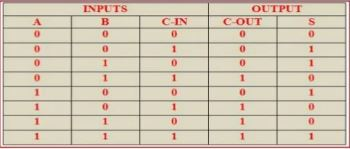 INPUTS OUTPUT
A B C-IN C-OUT S
0 0 0 0 0
0 0 1 0 1
0 1 0 0 1
0 1 1 1 0
1 0 0 0 1
1 0 1 1 0
1 1 0 1 0
1 1 1 1 1